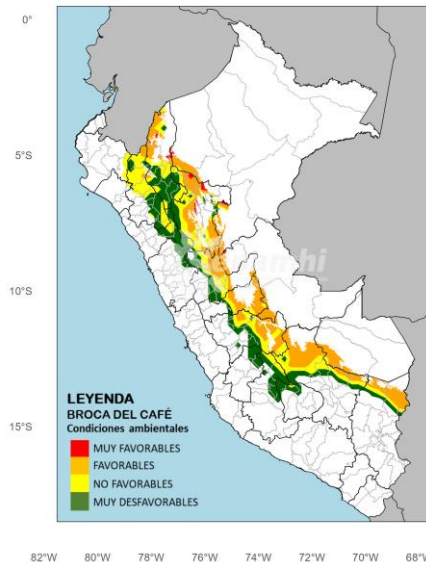 0°
5°S
10°S
15°S
senamhi
LEYENDA
BROCA DEL CAFÉ
Condiciones ambientales
MUY FAVORABLES
FAVORABLES
NO FAVORABLES
MUY DESFAVORABLES
82°W 80°W 78°W 76°W 74°W 72°W 70°W 68°W